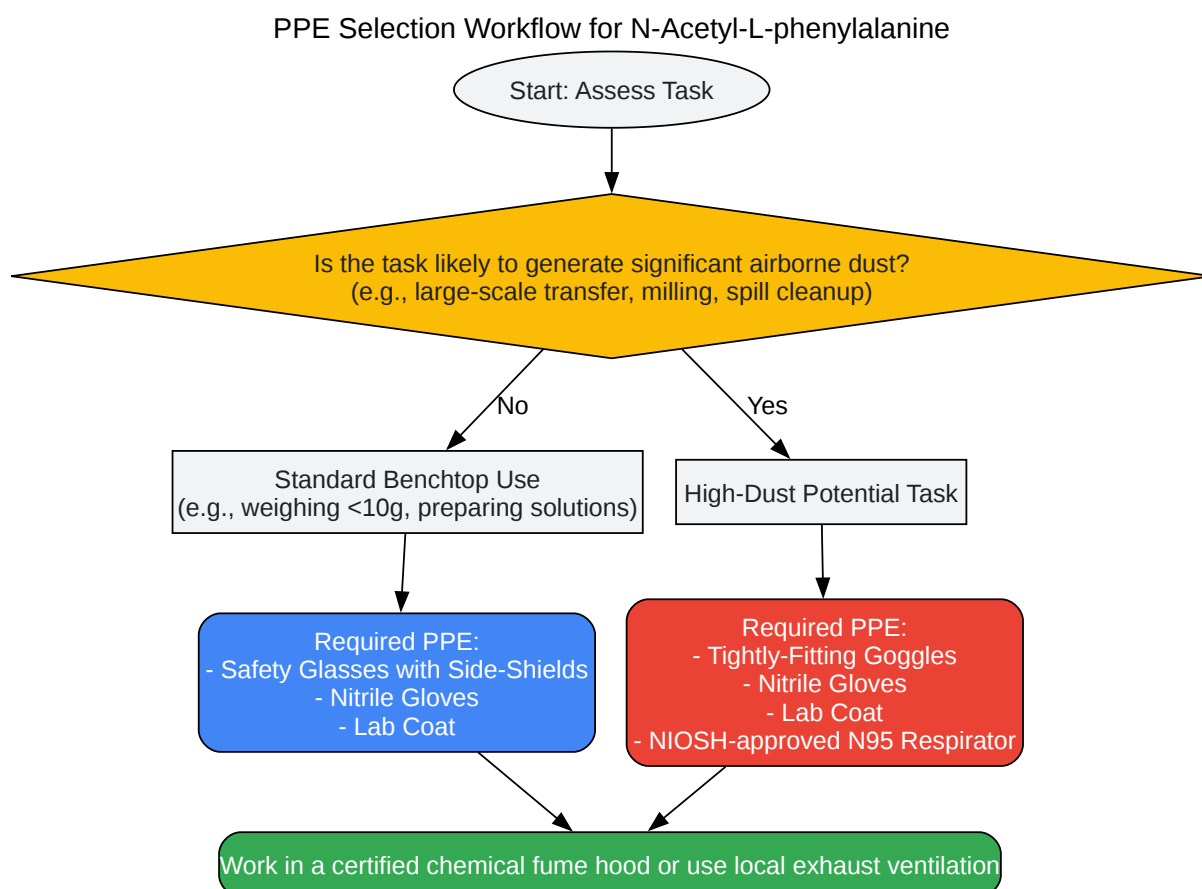 PPE Selection Workflow for N-Acetyl-L-phenylalanine
Start: Assess Task
Is the task likely to generate significant airborne dust?
(e.g., large-scale transfer, milling, spill cleanup)
No
Yes
Standard Benchtop Use
(e.g., weighing <10g, preparing solutions)
High-Dust Potential Task
Required PPE:
- Safety Glasses with Side-Shields
- Nitrile Gloves
- Lab Coat
Required PPE:
- Tightly-Fitting Goggles
- Nitrile Gloves
- Lab Coat
- NIOSH-approved N95 Respirator
Work in a certified chemical fume hood or use local exhaust ventilation